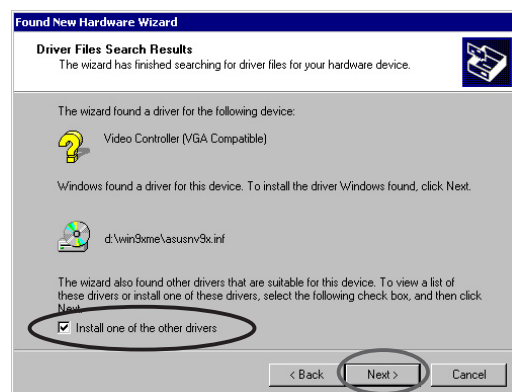 Found New Hardware Wizard
Driver Files Search Results
The wizard has finished searching for driver files for your hardware device.
The wizard found a driver for the following device:
Video Controller (VGA Compatible)
Windows found a driver for this device. To install the driver Windows found, click Next.
d:\win9xme\asusnv9x.inf
The wizard also found other drivers that are suitable for this device. To view a list of
these drivers or install one of these drivers, select the following check box, and then click
Next.
Install one of the other drivers
< Back Next > Cancel